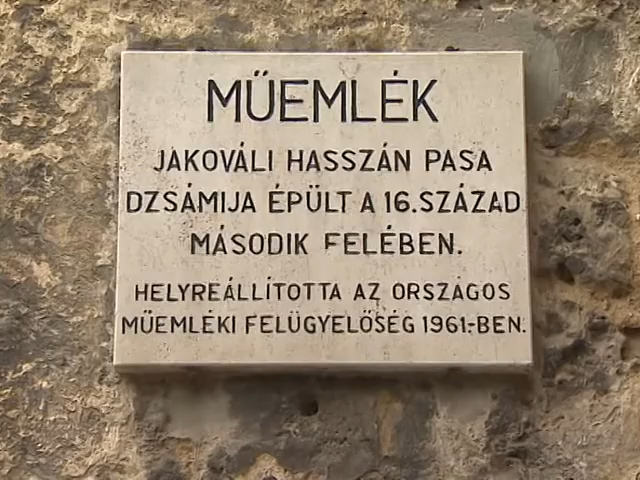 MŰEMLÉK
JAKOVÁLI HASSZÁN PASA
DZSÁMIJA ÉPÜLT A 16.SZÁZAD
MÁSODIK FELÉBEN.
HELYREÁLLÍTOTTA AZ ORSZÁGOS
MŰEMLÉKI FELÜGYELŐSÉG 1961-BEN.